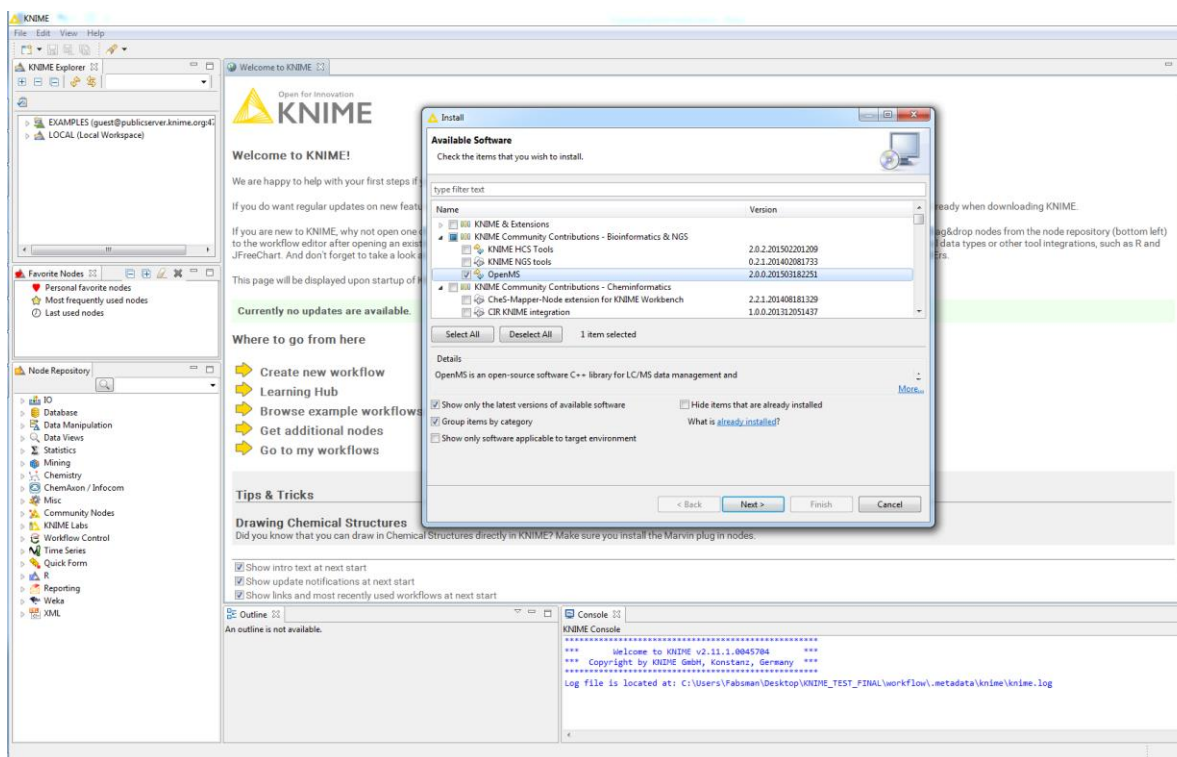 KNIME
File Edit View Help
KNIME Explorer
EXAMPLES (guest@publicserver.knime.org:47
LOCAL (Local Workspace)
Favorite Nodes
Personal favorite nodes
Most frequently used nodes
Last used nodes
Node Repository
IO
Database
Data Manipulation
Data Views
Statistics
Mining
Chemistry
ChemAxon / Infocom
Misc
Community Nodes
KNIME Labs
Workflow Control
Time Series
Quick Form
R
Reporting
Weka
XML
Welcome to KNIME
Open for Innovation
KNIME
Welcome to KNIME!
We are happy to help with your first steps if
If you do want regular updates on new featu
ready when downloading KNIME.
If you are new to KNIME, why not open one
ag&drop nodes from the node repository (bottom left)
to the workflow editor after opening an exist
data types or other tool integrations, such as R and
JFreeChart. And don't forget to take a look a
ers.
This page will be displayed upon startup of
Currently no updates are available.
Where to go from here
Create new workflow
Learning Hub
Browse example workflows
Get additional nodes
Go to my workflows
Tips & Tricks
Drawing Chemical Structures
Did you know that you can draw in Chemical Structures directly in KNIME? Make sure you install the Marvin plug in nodes.
Show intro text at next start
Show update notifications at next start
Show links and most recently used workflows at next start
Install
Available Software
Check the items that you wish to install.
type filter text
Name Version
KNIME & Extensions
KNIME Community Contributions - Bioinformatics & NGS
KNIME HCS Tools 2.0.2.201502201209
KNIME NGS tools 0.2.1.201402081733
OpenMS 2.0.0.201503182251
KNIME Community Contributions - Cheminformatics
CheS-Mapper-Node extension for KNIME Workbench 2.2.1.201408181329
CIR KNIME integration 1.0.0.201312051437
Select All Deselect All 1 item selected
Details
OpenMS is an open-source software C++ library for LC/MS data management and
More...
Show only the latest versions of available software Hide items that are already installed
Group items by category What is already installed?
Show only software applicable to target environment
< Back Next > Finish Cancel
Outline
An outline is not available.
Console
KNIME Console
*****************************************************
*** Welcome to KNIME v2.11.1.0045704 ***
*** Copyright by KNIME GmbH, Konstanz, Germany ***
*****************************************************
Log file is located at: C:\Users\Fabsman\Desktop\KNIME_TEST_FINAL\workflow\.metadata\knime\knime.log